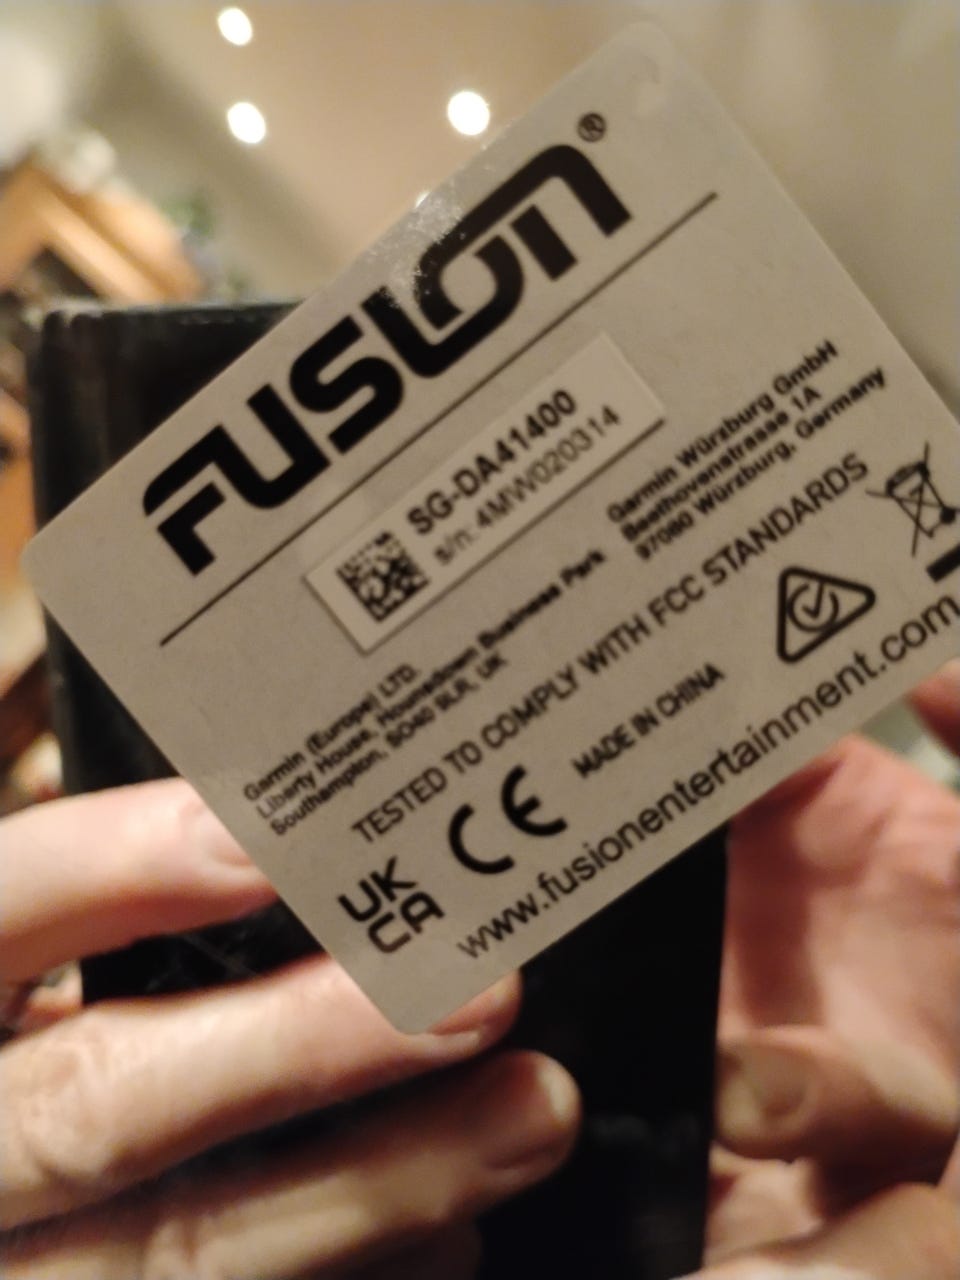 FUSION®
SG-DA41400
s/n: 4MW020314
Garmin (Europe) LTD.
Liberty House, Hounsdown Business Park
Southampton, SO40 9LR, UK
Garmin Würzburg GmbH
Beethovenstrasse 1A
97080 Würzburg, Germany
TESTED TO COMPLY WITH FCC STANDARDS
UK
CA
CE
MADE IN CHINA
www.fusionentertainment.com